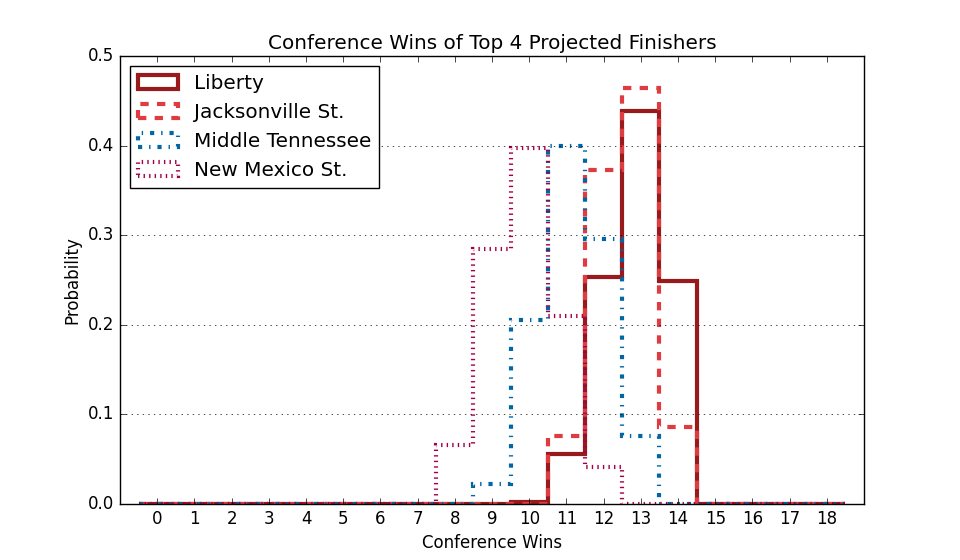 Conference Wins of Top 4 Projected Finishers
0.5
0.4
0.3
0.2
0.1
0.0
Probability
Liberty
Jacksonville St.
Middle Tennessee
New Mexico St.
0 1 2 3 4 5 6 7 8 9 10 11 12 13 14 15 16 17 18
Conference Wins